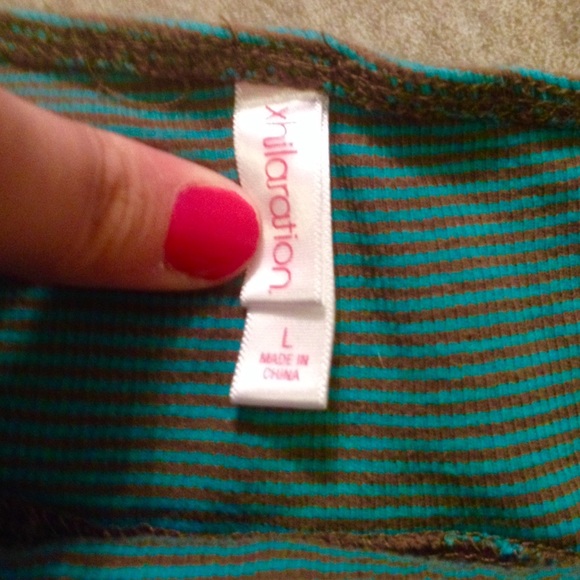 xhilaration.
L
MADE IN
CHINA